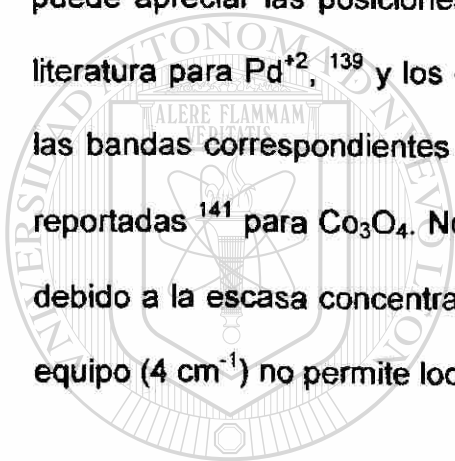 puede apreciar las posiciones
literatura para Pd⁺², ¹³⁹ y los
las bandas correspondientes
reportadas ¹⁴¹ para Co₃O₄. No
debido a la escasa concentra
equipo (4 cm⁻¹) no permite loc
ALERE FLAMMAM
VERITATIS